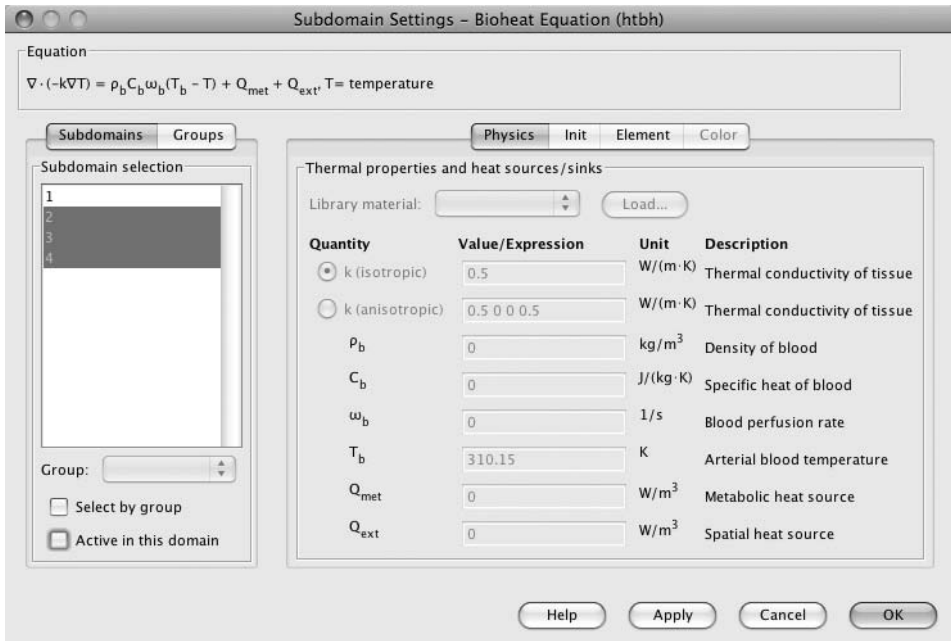 Subdomain Settings – Bioheat Equation (htbh)
Equation
∇·(-k∇T) = ρbCbωb(Tb - T) + Qmet + Qext, T= temperature
Subdomains Groups
Subdomain selection
1
2
3
4
Group:
Select by group
Active in this domain
Physics Init Element Color
Thermal properties and heat sources/sinks
Library material: Load...
Quantity Value/Expression Unit Description
k (isotropic) 0.5 W/(m·K) Thermal conductivity of tissue
k (anisotropic) 0.5 0 0 0.5 W/(m·K) Thermal conductivity of tissue
ρb 0 kg/m³ Density of blood
Cb 0 J/(kg·K) Specific heat of blood
ωb 0 1/s Blood perfusion rate
Tb 310.15 K Arterial blood temperature
Qmet 0 W/m³ Metabolic heat source
Qext 0 W/m³ Spatial heat source
Help Apply Cancel OK